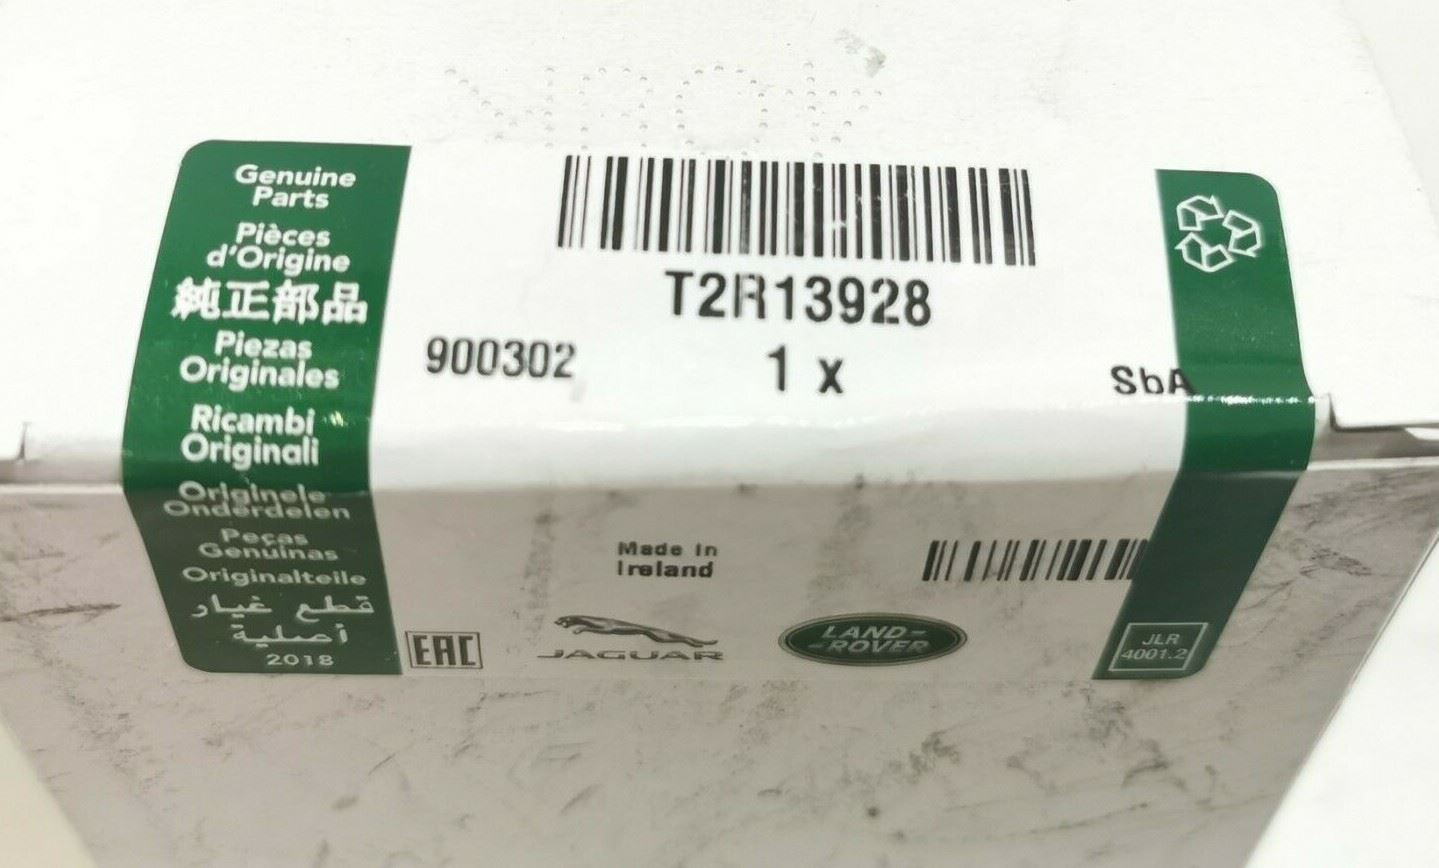 Genuine
Parts
Pièces
d'Origine
純正部品
Piezas
Originales
Ricambi
Originali
Originele
Onderdelen
Peças
Genuinas
Originalteile
قطع غيار
أصلية
2018
T2R13928
900302
1 x
SbA
Made in
Ireland
EAC
JAGUAR
LAND-
-ROVER
JLR
4001.2